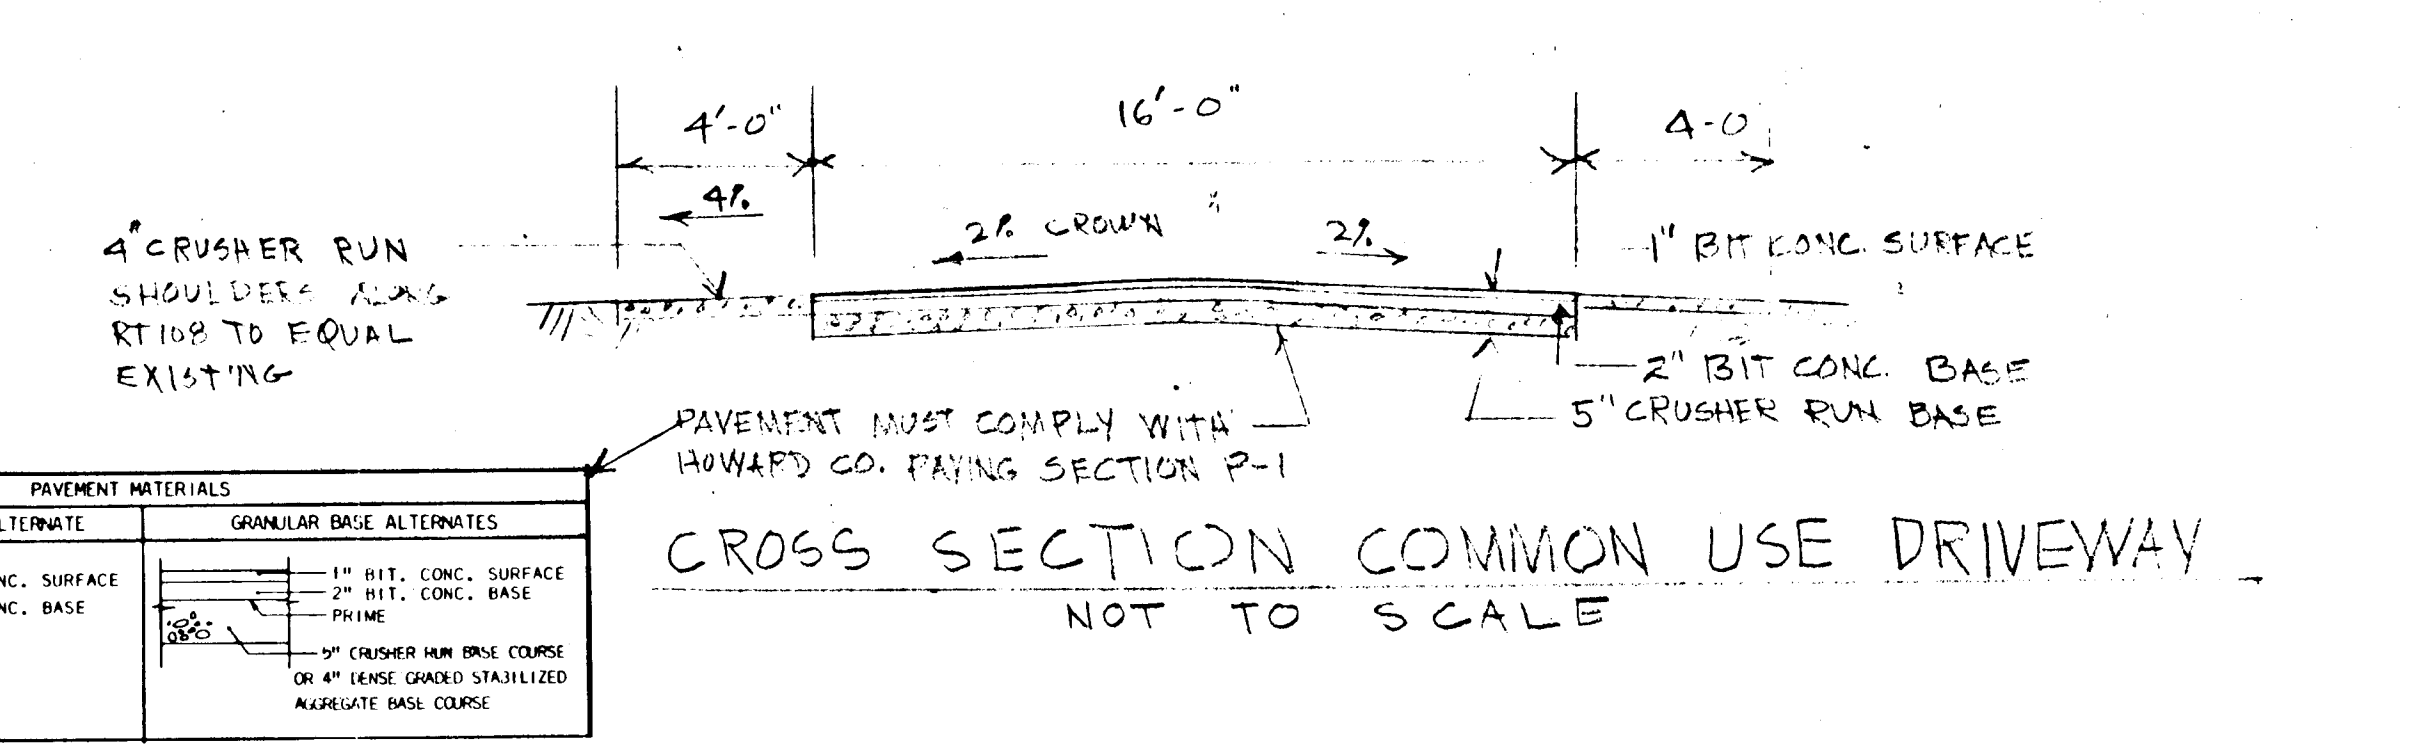 4'-0"
16'-0"
4-0
4%
2% CROWN
2%
4" CRUSHER RUN
SHOULDERS ALONG
RT 108 TO EQUAL
EXISTING
1" BIT CONC. SURFACE
2" BIT CONC. BASE
5" CRUSHER RUN BASE
PAVEMENT MUST COMPLY WITH
HOWARD CO. PAVING SECTION P-1
PAVEMENT MATERIALS
LTERNATE
GRANULAR BASE ALTERNATES
NC. SURFACE
NC. BASE
1" BIT. CONC. SURFACE
2" BIT. CONC. BASE
PRIME
5" CRUSHER RUN BASE COURSE
OR 4" DENSE GRADED STABILIZED
AGGREGATE BASE COURSE
CROSS SECTION COMMON USE DRIVEWAY
NOT TO SCALE